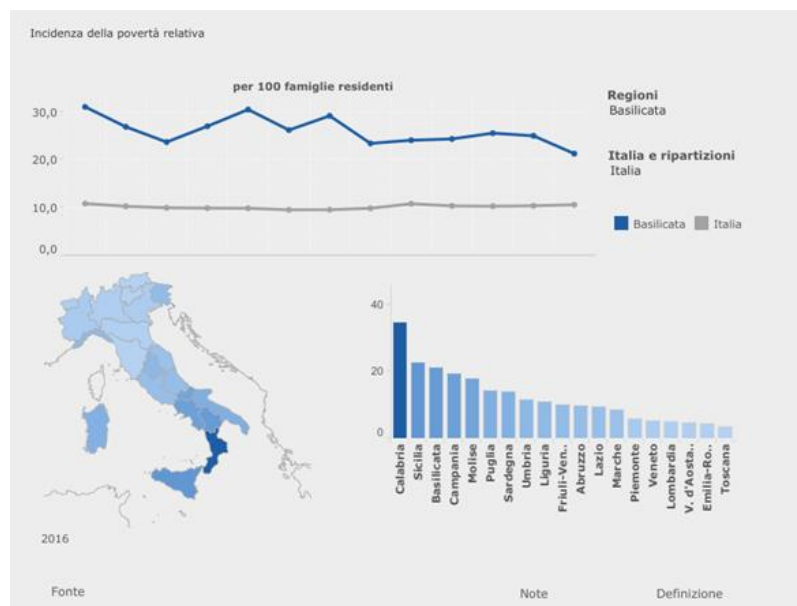 Incidenza della povertà relativa
per 100 famiglie residenti
30,0
20,0
10,0
0,0
Regioni
Basilicata
Italia e ripartizioni
Italia
Basilicata
Italia
40
20
0
Calabria
Sicilia
Basilicata
Campania
Molise
Puglia
Sardegna
Umbria
Liguria
Friuli-Ven..
Abruzzo
Lazio
Marche
Piemonte
Veneto
Lombardia
V. d'Aosta..
Emilia-Ro..
Toscana
2016
Fonte
Note
Definizione